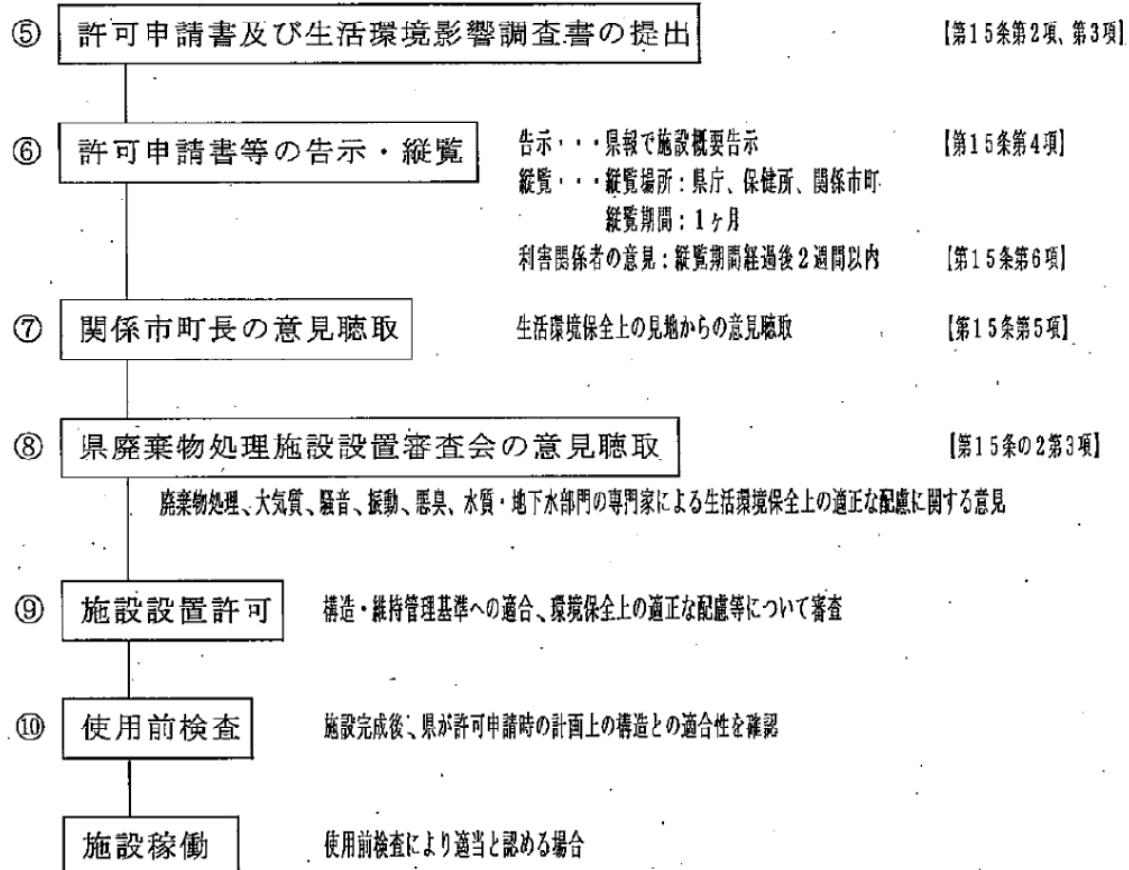 ⑤ 許可申請書及び生活環境影響調査書の提出 【第15条第2項、第3項】
⑥ 許可申請書等の告示・縦覧 告示・・・県報で施設概要告示 【第15条第4項】
縦覧・・・縦覧場所：県庁、保健所、関係市町
縦覧期間：1ヶ月
利害関係者の意見：縦覧期間経過後2週間以内 【第15条第6項】
⑦ 関係市町長の意見聴取 生活環境保全上の見地からの意見聴取 【第15条第5項】
⑧ 県廃棄物処理施設設置審査会の意見聴取 【第15条の2第3項】
廃棄物処理、大気質、騒音、振動、悪臭、水質・地下水部門の専門家による生活環境保全上の適正な配慮に関する意見
⑨ 施設設置許可 構造・維持管理基準への適合、環境保全上の適正な配慮等について審査
⑩ 使用前検査 施設完成後、県が許可申請時の計画上の構造との適合性を確認
施設稼働 使用前検査により適当と認める場合